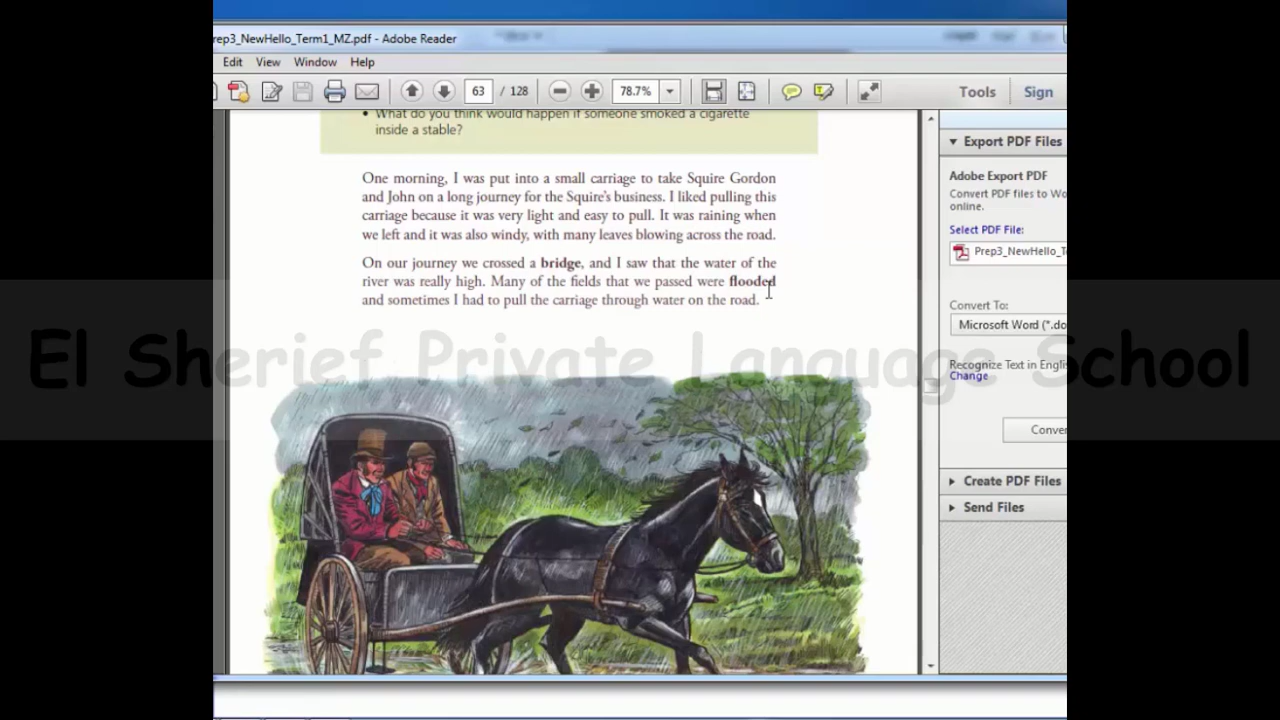 rep3_NewHello_Term1_MZ.pdf - Adobe Reader
Edit View Window Help
63 / 128 78.7% Tools Sign
• What do you think would happen if someone smoked a cigarette
inside a stable?
One morning, I was put into a small carriage to take Squire Gordon
and John on a long journey for the Squire's business. I liked pulling this
carriage because it was very light and easy to pull. It was raining when
we left and it was also windy, with many leaves blowing across the road.
On our journey we crossed a bridge, and I saw that the water of the
river was really high. Many of the fields that we passed were flooded
and sometimes I had to pull the carriage through water on the road.
El Sherief Private Language School
Export PDF Files
Adobe Export PDF
Convert PDF files to Wo
online.
Select PDF File:
Prep3_NewHello_Te
Convert To:
Microsoft Word (*.do
Recognize Text in Engli
Change
Conver
Create PDF Files
Send Files